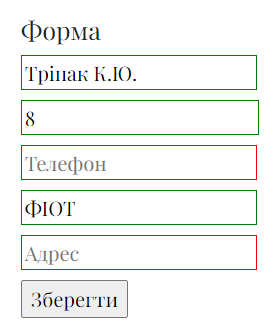 Форма
Тріпак К.Ю.
8
Телефон
ФІОТ
Адрес
Зберегти